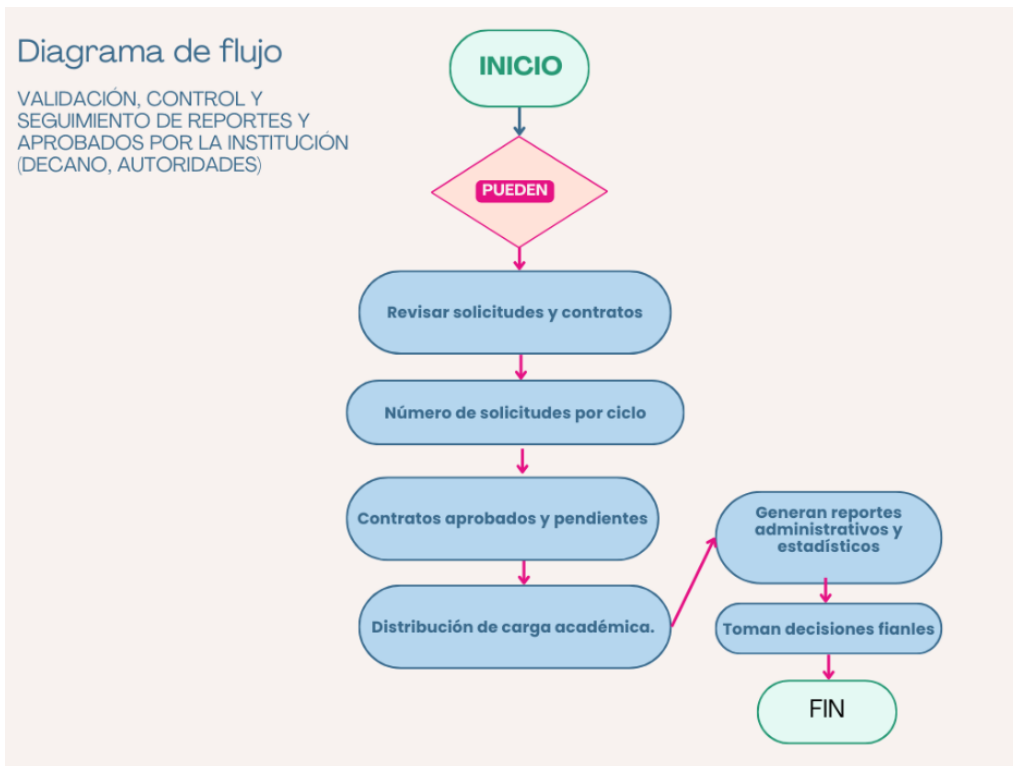 Diagrama de flujo
VALIDACIÓN, CONTROL Y
SEGUIMIENTO DE REPORTES Y
APROBADOS POR LA INSTITUCIÓN
(DECANO, AUTORIDADES)
INICIO
PUEDEN
Revisar solicitudes y contratos
Número de solicitudes por ciclo
Contratos aprobados y pendientes
Distribución de carga académica.
Generan reportes
administrativos y
estadísticos
Toman decisiones fianles
FIN